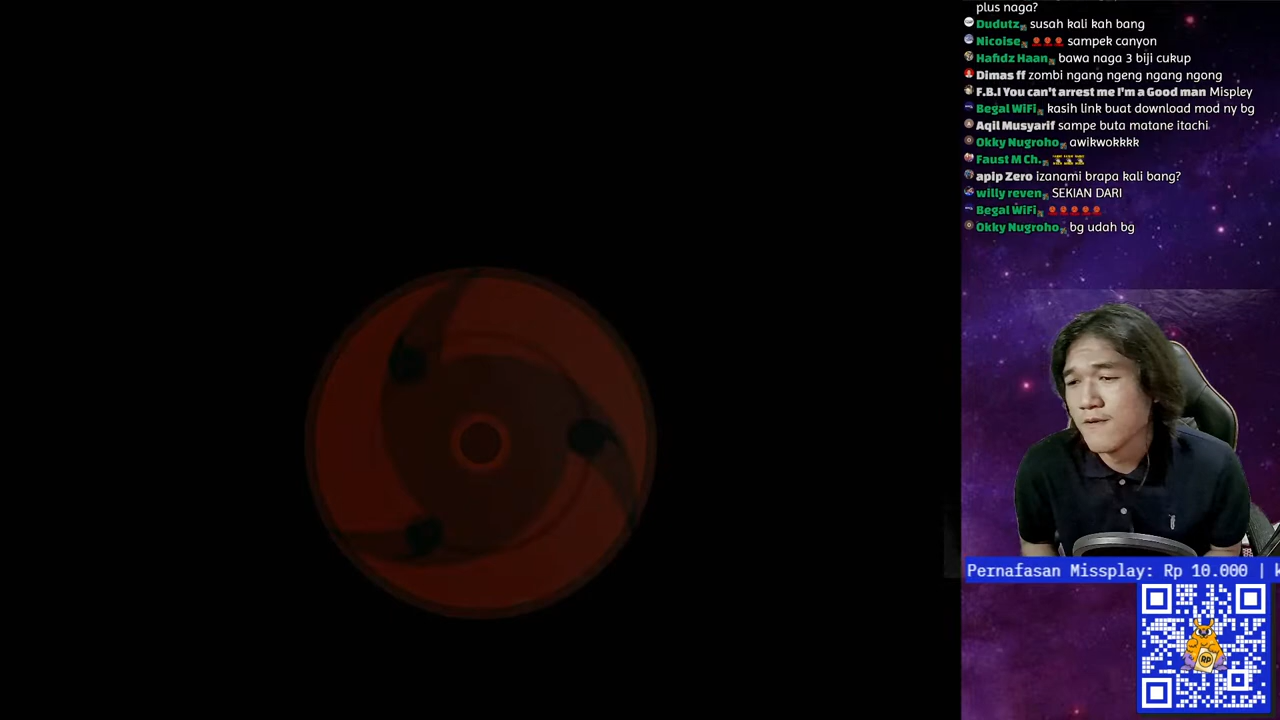 plus naga?
Dudutz susah kali kah bang
Nicoise sampek canyon
Hafidz Haan bawa naga 3 biji cukup
Dimas ff zombi ngang ngeng ngang ngong
F.B.I You can't arrest me I'm a Good man Mispley
Begal WiFi kasih link buat download mod ny bg
Aqil Musyarif sampe buta matane itachi
Okky Nugroho awikwokkkk
Faust M Ch.
apip Zero izanami brapa kali bang?
willy reven SEKIAN DARI
Begal WiFi
Okky Nugroho bg udah bg
Pernafasan Missplay: Rp 10.000 | k
RP